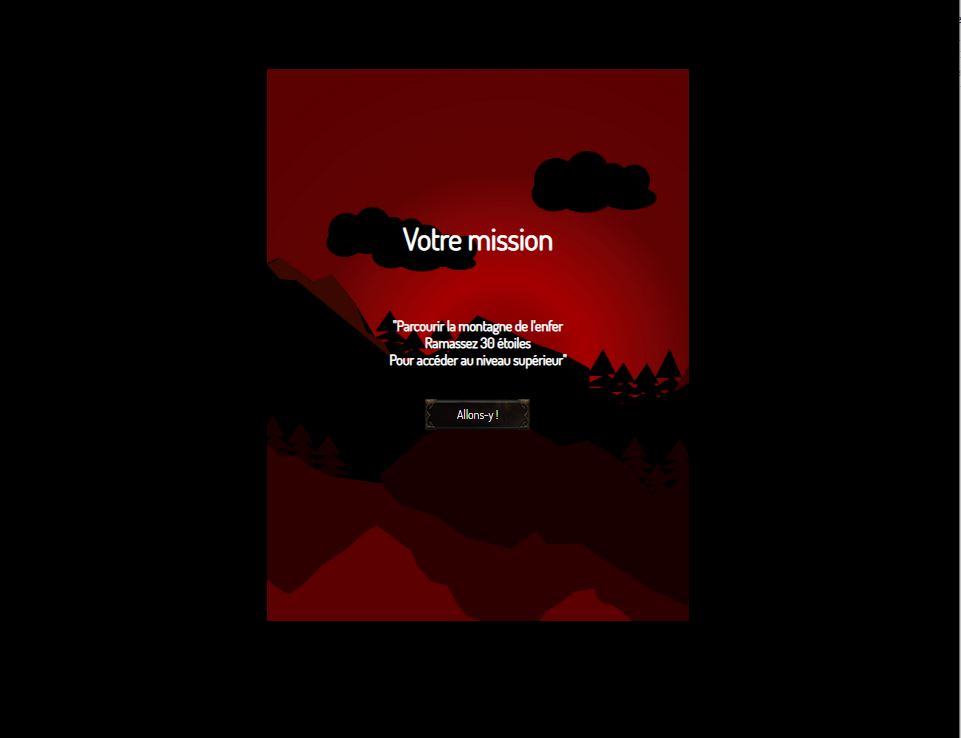 Votre mission
"Parcourir la montagne de l'enfer
Ramassez 30 étoiles
Pour accéder au niveau supérieur"
Allons-y !